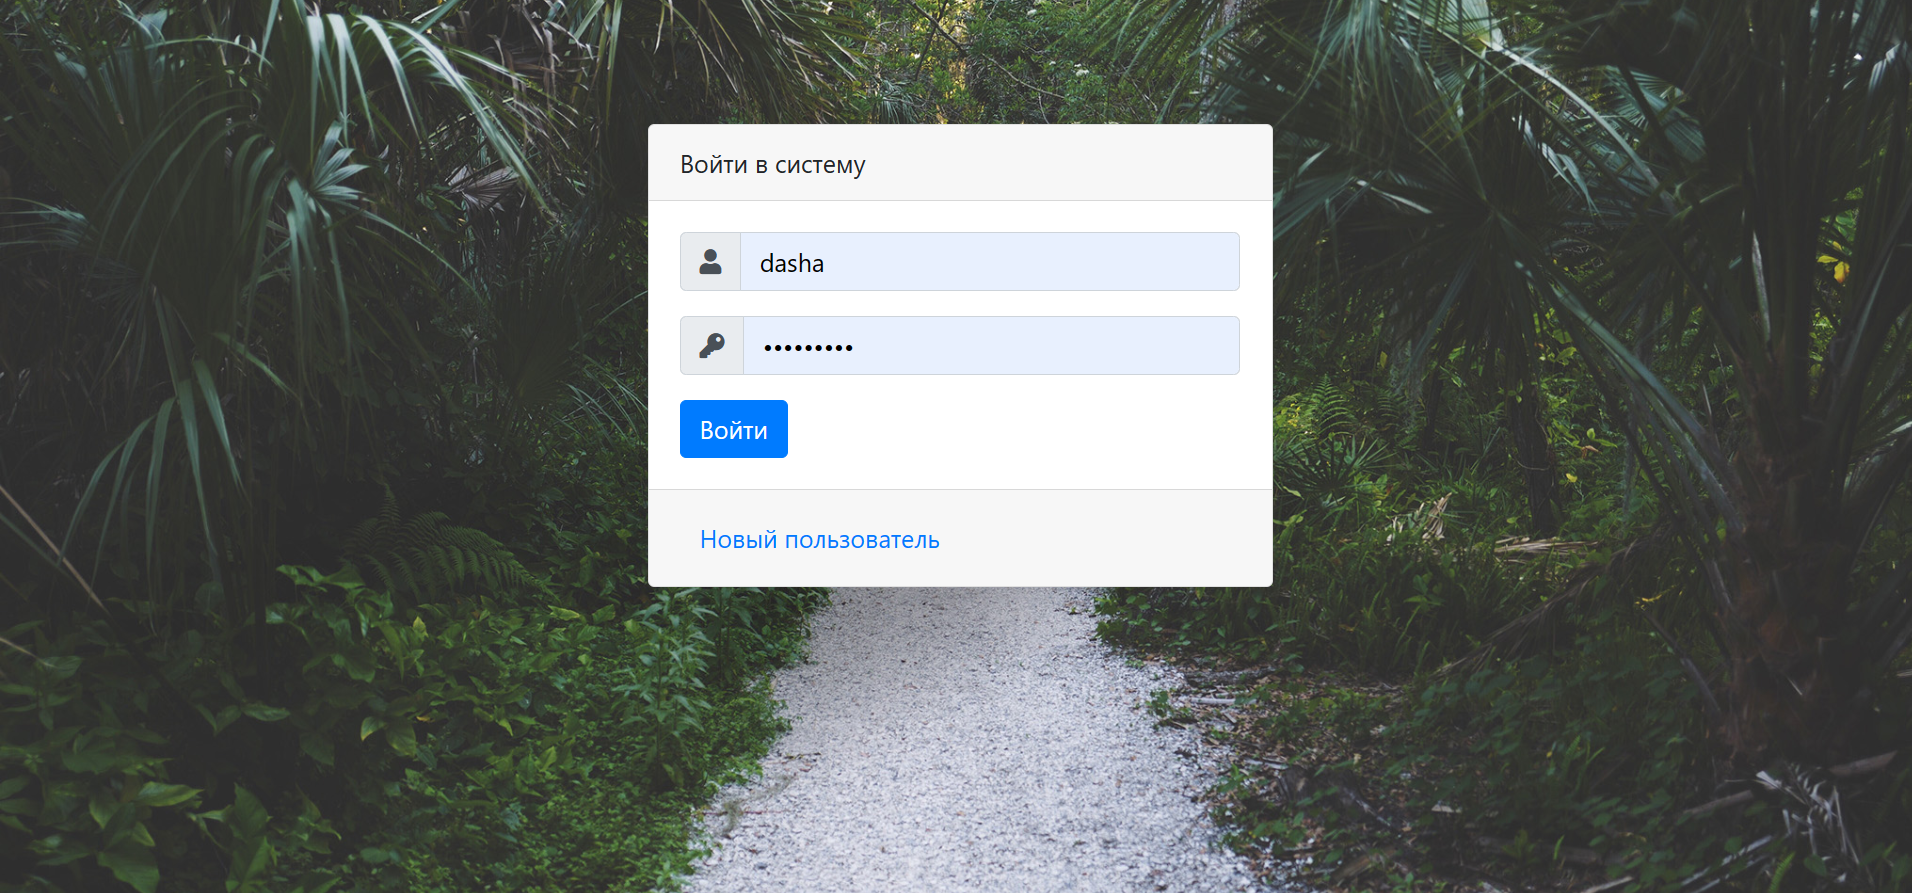 Войти в систему
dasha
•••••••••
Войти
Новый пользователь